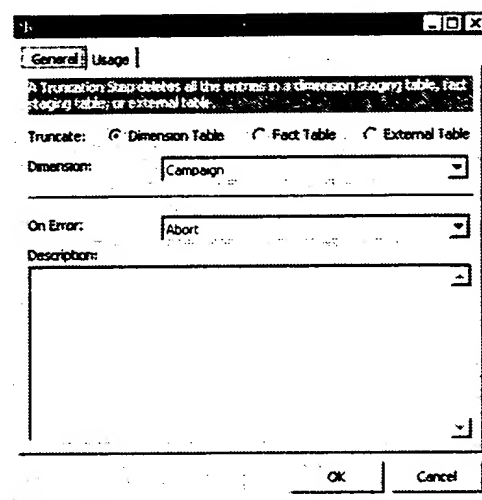 General Usage
A Truncation Step deletes all the entries in a dimension staging table, fact
staging table, or external table.
Truncate: Dimension Table Fact Table External Table
Dimension: Campaign
On Error: Abort
Description:
OK Cancel